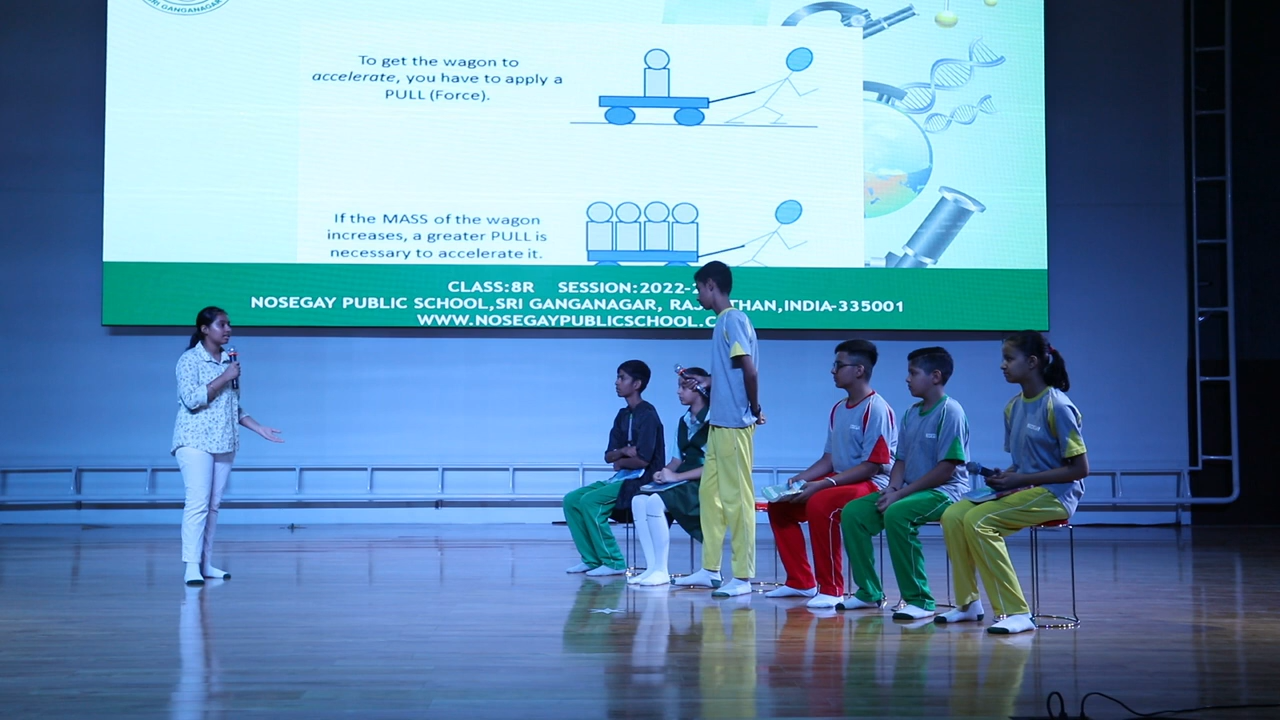 SRI GANGANAGAR
To get the wagon to
accelerate, you have to apply a
PULL (Force).
If the MASS of the wagon
increases, a greater PULL is
necessary to accelerate it.
CLASS:8R SESSION:2022-2
NOSEGAY PUBLIC SCHOOL,SRI GANGANAGAR, RAJ THAN,INDIA-335001
WWW.NOSEGAYPUBLICSCHOOL.C